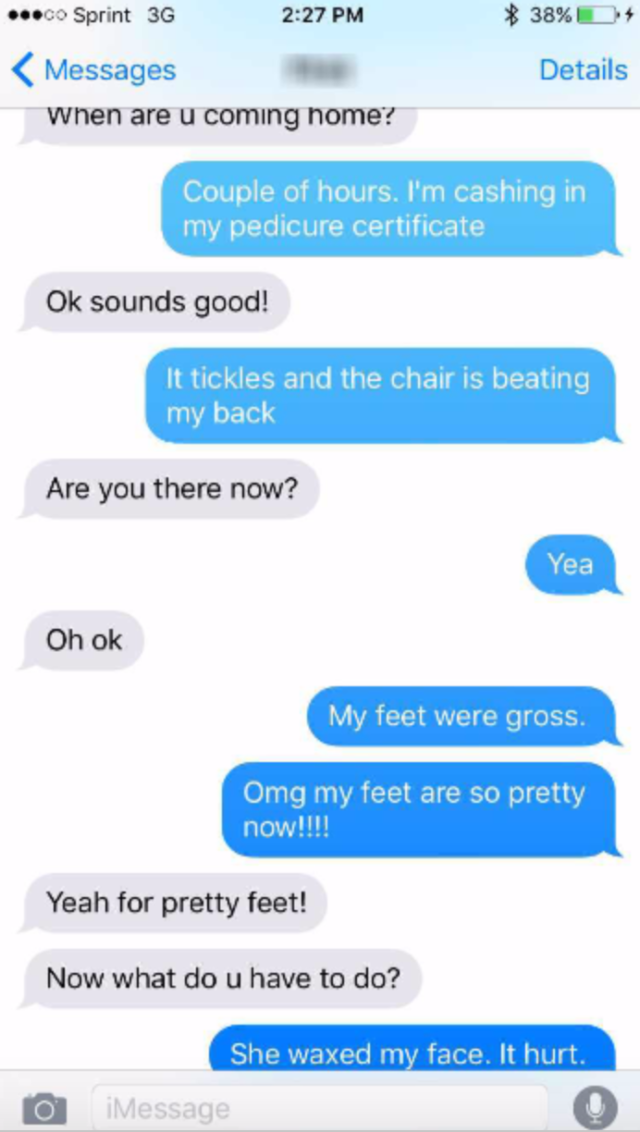 Sprint 3G 2:27 PM 38%
Messages Details
When are u coming home?
Couple of hours. I'm cashing in
my pedicure certificate
Ok sounds good!
It tickles and the chair is beating
my back
Are you there now?
Yea
Oh ok
My feet were gross.
Omg my feet are so pretty
now!!!!
Yeah for pretty feet!
Now what do u have to do?
She waxed my face. It hurt.
iMessage